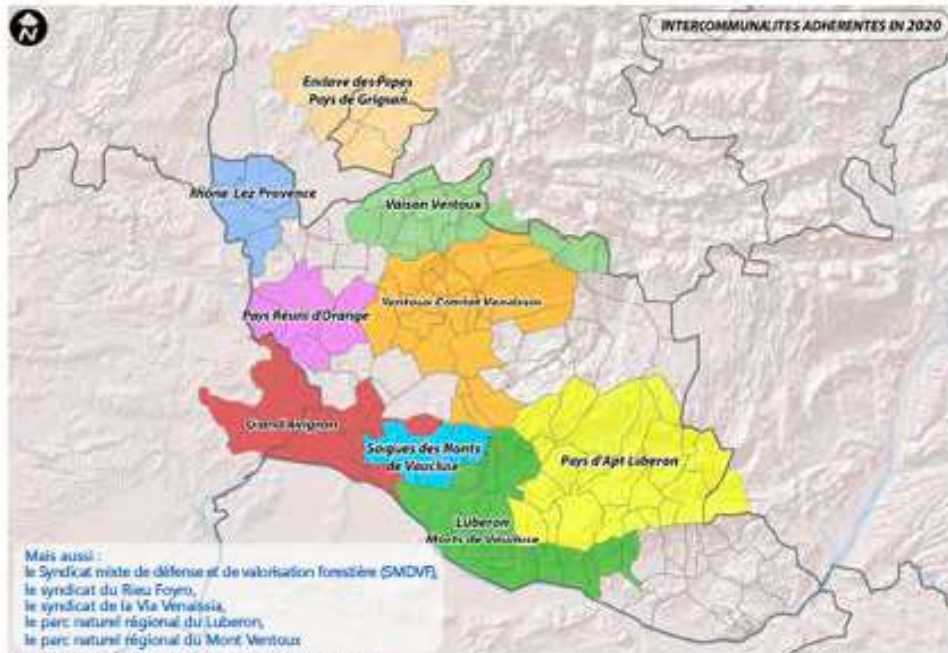 N
INTERCOMMUNALITES ADHERENTES IN 2020
Enclave des Papes
Pays de Grignan
Rhône Lez Provence
Vaison Ventoux
Ventoux Comtat Venaissin
Pays Réuni d'Orange
Grand Avignon
Sorgues des Monts
de Vaucluse
Pays d'Apt Luberon
Luberon
Monts de Vaucluse
Mais aussi :
le Syndicat mixte de défense et de valorisation forestière (SMDVF),
le syndicat du Rieu Foyro,
le syndicat de la Via Venaissia,
le parc naturel régional du Luberon,
le parc naturel régional du Mont Ventoux